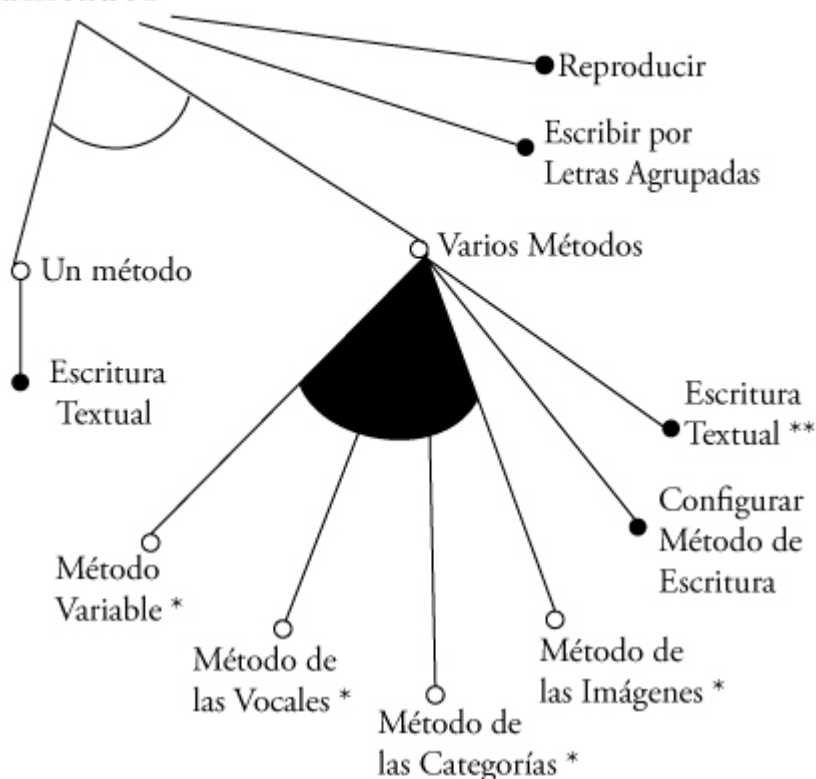 Reproducir
Escribir por
Letras Agrupadas
Varios Métodos
Un método
Escritura
Textual
Escritura
Textual **
Configurar
Método de
Escritura
Método
Variable *
Método de
las Vocales *
Método de
las Categorías *
Método de
las Imágenes *